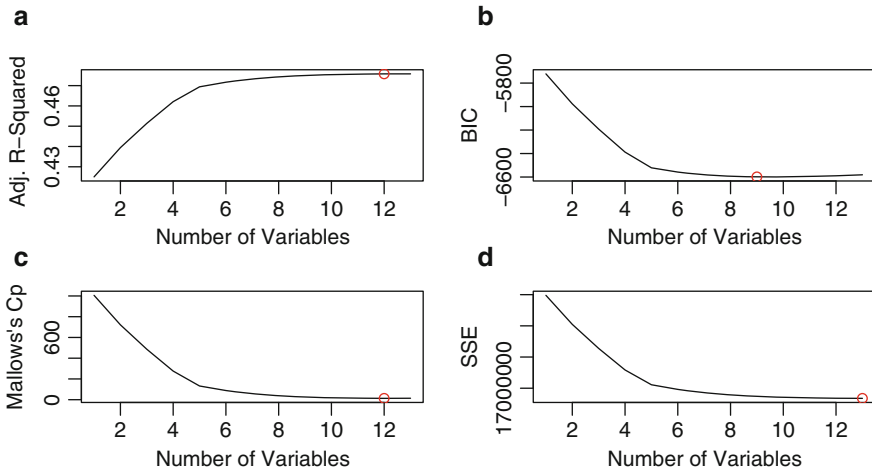 a
Adj. R−Squared
0.46
0.43
2 4 6 8 10 12
Number of Variables
b
BIC
−5800
−6600
2 4 6 8 10 12
Number of Variables
c
Mallows's Cp
600
0
2 4 6 8 10 12
Number of Variables
d
SSE
17000000
2 4 6 8 10 12
Number of Variables